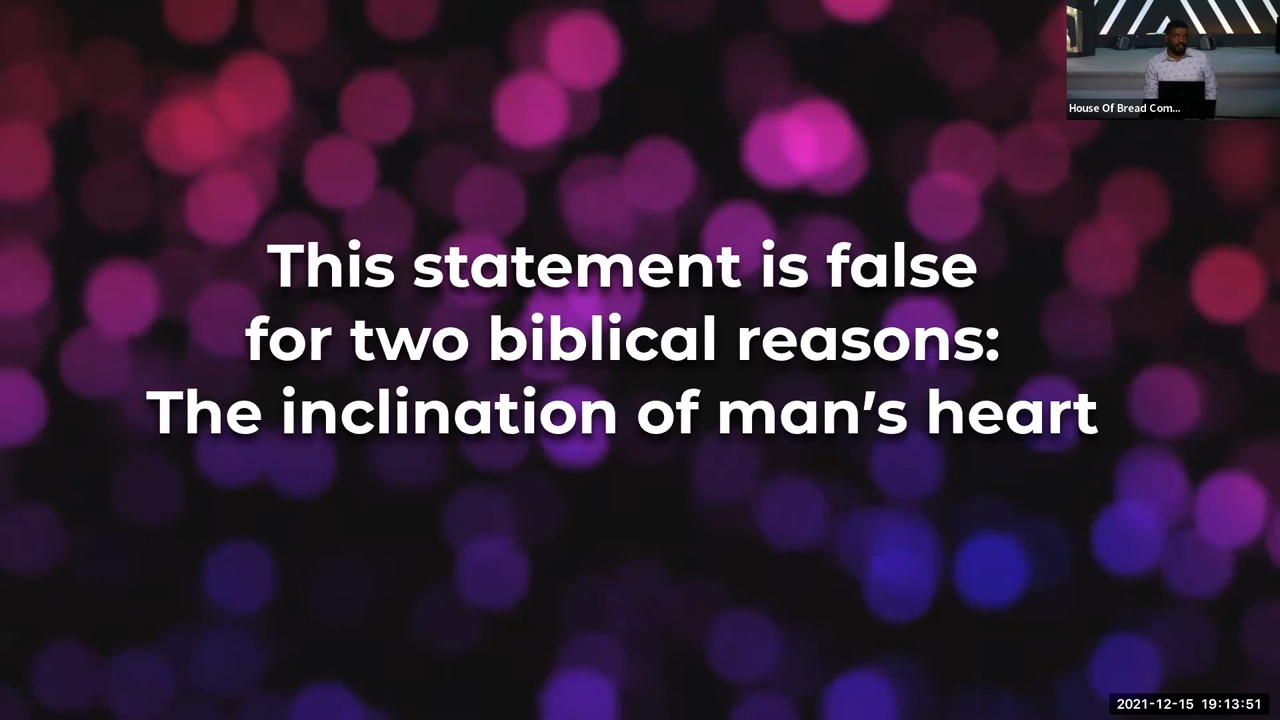 House Of Bread Com...
This statement is false
for two biblical reasons:
The inclination of man's heart
2021-12-15 19:13:51